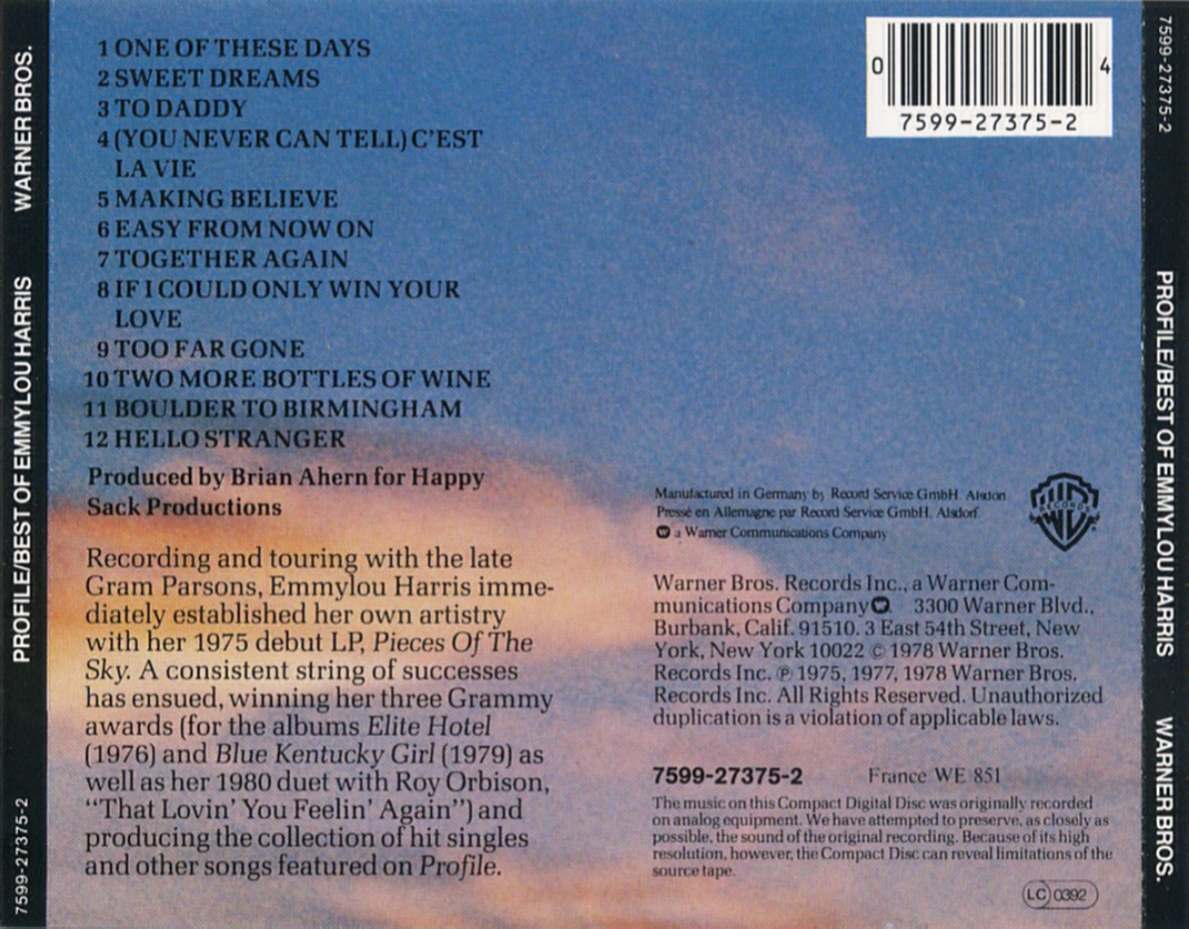 WARNER BROS.
PROFILE/BEST OF EMMYLOU HARRIS
7599-27375-2
1 ONE OF THESE DAYS
2 SWEET DREAMS
3 TO DADDY
4 (YOU NEVER CAN TELL) C'EST
LA VIE
5 MAKING BELIEVE
6 EASY FROM NOW ON
7 TOGETHER AGAIN
8 IF I COULD ONLY WIN YOUR
LOVE
9 TOO FAR GONE
10 TWO MORE BOTTLES OF WINE
11 BOULDER TO BIRMINGHAM
12 HELLO STRANGER
Produced by Brian Ahern for Happy
Sack Productions
Recording and touring with the late
Gram Parsons, Emmylou Harris imme-
diately established her own artistry
with her 1975 debut LP, Pieces Of The
Sky. A consistent string of successes
has ensued, winning her three Grammy
awards (for the albums Elite Hotel
(1976) and Blue Kentucky Girl (1979) as
well as her 1980 duet with Roy Orbison,
"That Lovin' You Feelin' Again") and
producing the collection of hit singles
and other songs featured on Profile.
0 4
7599-27375-2
Manufactured in Germany by Record Service GmbH. Alsdorf.
Pressé en Allemagne par Record Service GmbH. Alsdorf.
a Warner Communications Company
WB
RECORDS
Warner Bros. Records Inc., a Warner Com-
munications Company 3300 Warner Blvd.,
Burbank, Calif. 91510. 3 East 54th Street, New
York, New York 10022 © 1978 Warner Bros.
Records Inc. ℗ 1975, 1977, 1978 Warner Bros.
Records Inc. All Rights Reserved. Unauthorized
duplication is a violation of applicable laws.
7599-27375-2 France WE 851
The music on this Compact Digital Disc was originally recorded
on analog equipment. We have attempted to preserve, as closely as
possible, the sound of the original recording. Because of its high
resolution, however, the Compact Disc can reveal limitations of the
source tape.
LC 0392
7599-27375-2
PROFILE/BEST OF EMMYLOU HARRIS
WARNER BROS.